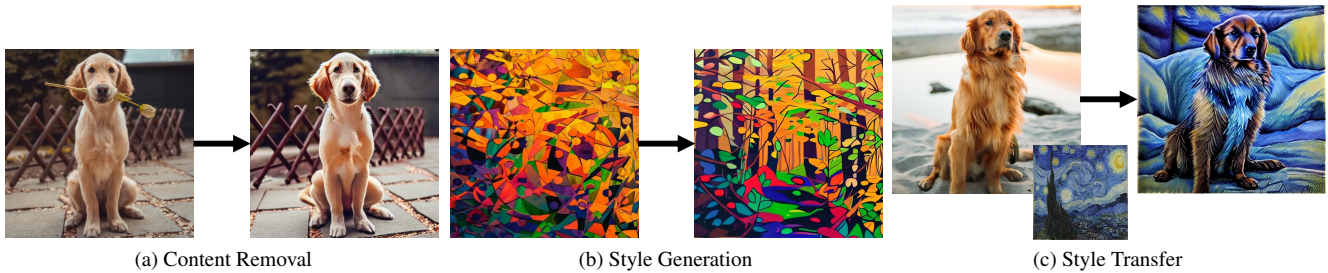 (a) Content Removal
(b) Style Generation
(c) Style Transfer